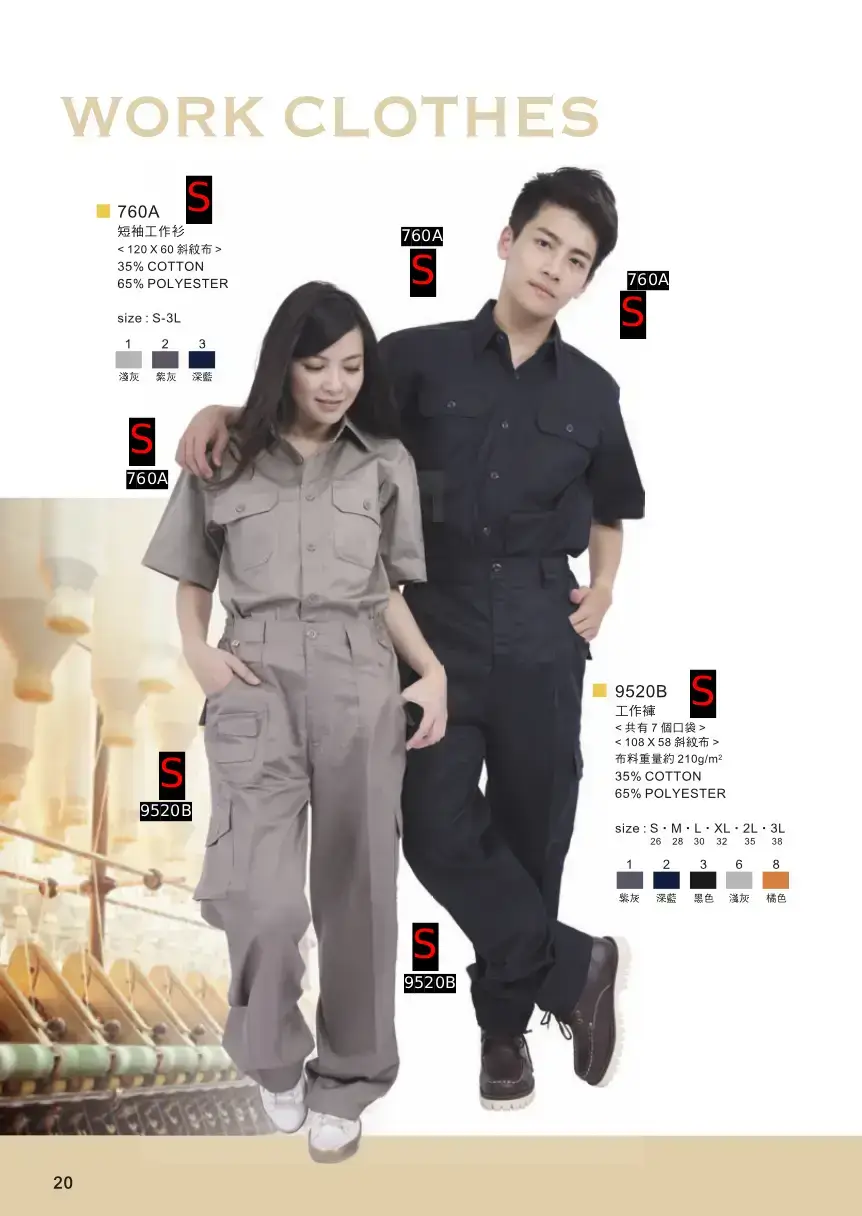 WORK CLOTHES
760A
S
短袖工作衫
< 120 X 60 斜紋布 >
35% COTTON
65% POLYESTER
size : S-3L
1 2 3
淺灰 紫灰 深藍
760A
S
760A
S
S
760A
9520B
S
工作褲
< 共有 7 個口袋 >
< 108 X 58 斜紋布 >
布料重量約 210g/m²
35% COTTON
65% POLYESTER
size : S・M・L・XL・2L・3L
26 28 30 32 35 38
1 2 3 6 8
紫灰 深藍 黑色 淺灰 橘色
S
9520B
S
9520B
20